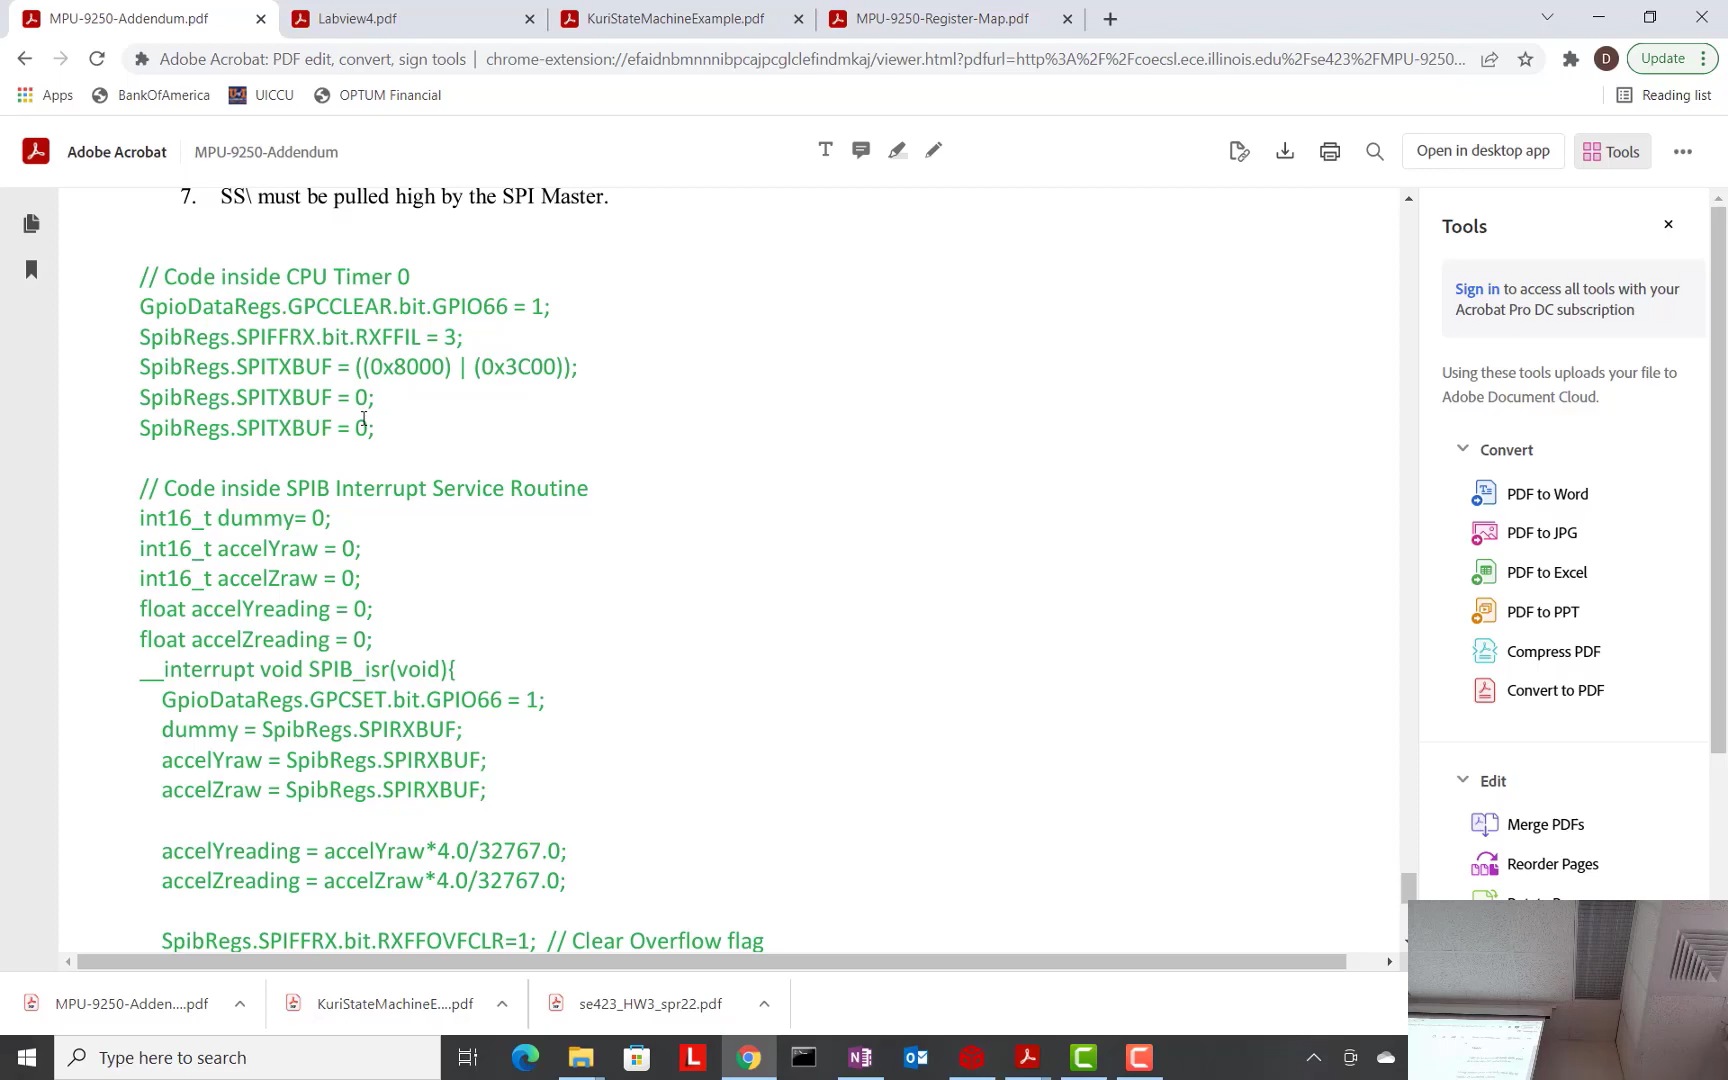 MPU-9250-Addendum.pdf
Labview4.pdf
KuriStateMachineExample.pdf
MPU-9250-Register-Map.pdf
Adobe Acrobat: PDF edit, convert, sign tools | chrome-extension://efaidnbmnnnibpcajpcglclefindmkaj/viewer.html?pdfurl=http%3A%2F%2Fcoecsl.ece.illinois.edu%2Fse423%2FMPU-9250...
D
Update
Apps
BankOfAmerica
UICCU
OPTUM Financial
Reading list
Adobe Acrobat
MPU-9250-Addendum
Open in desktop app
Tools
7. SS\ must be pulled high by the SPI Master.
// Code inside CPU Timer 0
GpioDataRegs.GPCCLEAR.bit.GPIO66 = 1;
SpibRegs.SPIFFRX.bit.RXFFIL = 3;
SpibRegs.SPITXBUF = ((0x8000) | (0x3C00));
SpibRegs.SPITXBUF = 0;
SpibRegs.SPITXBUF = 0;
// Code inside SPIB Interrupt Service Routine
int16_t dummy= 0;
int16_t accelYraw = 0;
int16_t accelZraw = 0;
float accelYreading = 0;
float accelZreading = 0;
__interrupt void SPIB_isr(void){
GpioDataRegs.GPCSET.bit.GPIO66 = 1;
dummy = SpibRegs.SPIRXBUF;
accelYraw = SpibRegs.SPIRXBUF;
accelZraw = SpibRegs.SPIRXBUF;
accelYreading = accelYraw*4.0/32767.0;
accelZreading = accelZraw*4.0/32767.0;
SpibRegs.SPIFFRX.bit.RXFFOVFCLR=1; // Clear Overflow flag
Tools
Sign in to access all tools with your
Acrobat Pro DC subscription
Using these tools uploads your file to
Adobe Document Cloud.
Convert
PDF to Word
PDF to JPG
PDF to Excel
PDF to PPT
Compress PDF
Convert to PDF
Edit
Merge PDFs
Reorder Pages
MPU-9250-Adden....pdf
KuriStateMachineE....pdf
se423_HW3_spr22.pdf
Type here to search